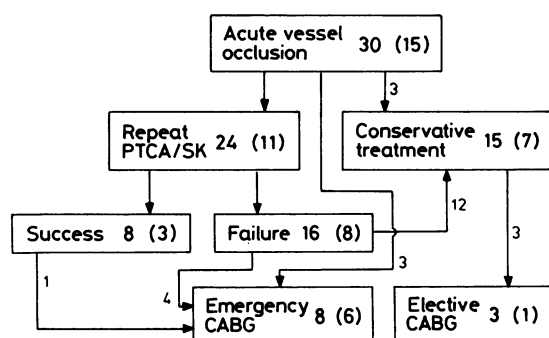 Acute vessel
occlusion 30 (15)
3
Repeat
PTCA/SK 24 (11)
Conservative
treatment 15 (7)
12
Success 8 (3)
Failure 16 (8)
3
1
4
3
Emergency
CABG 8 (6)
Elective
CABG 3 (1)